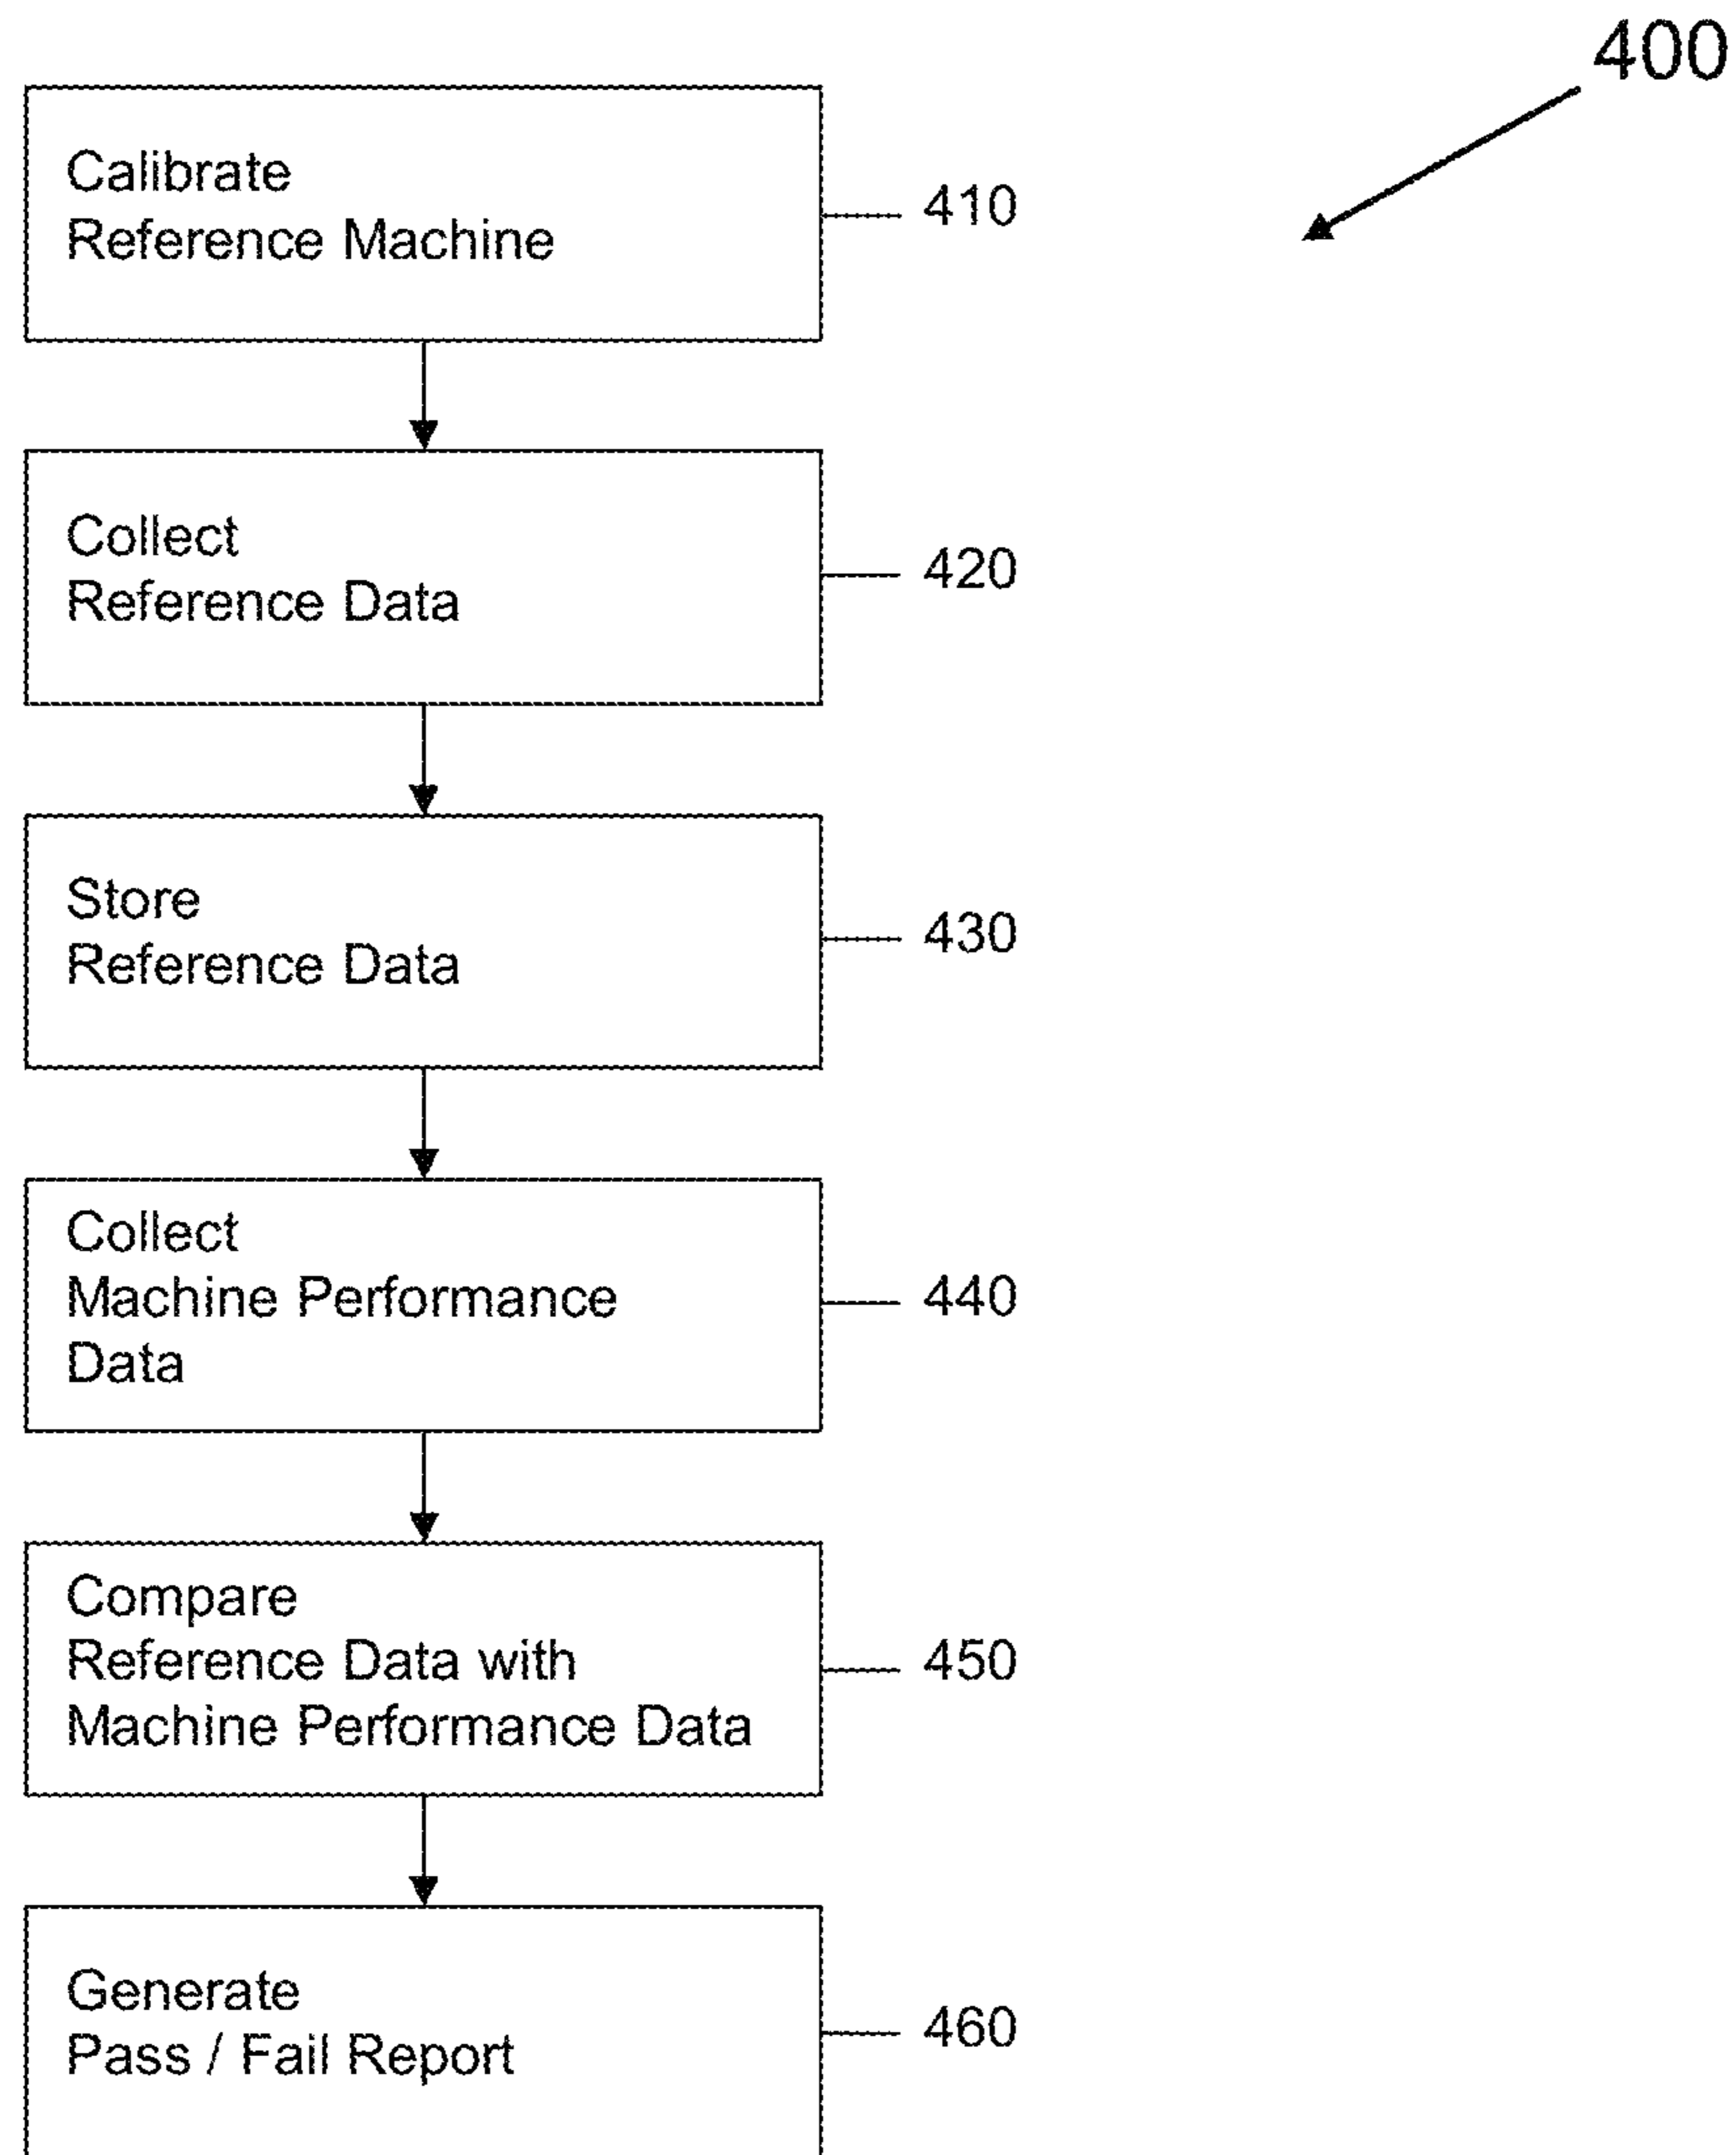 400
Calibrate
Reference Machine
410
Collect
Reference Data
420
Store
Reference Data
430
Collect
Machine Performance
Data
440
Compare
Reference Data with
Machine Performance Data
450
Generate
Pass / Fail Report
460